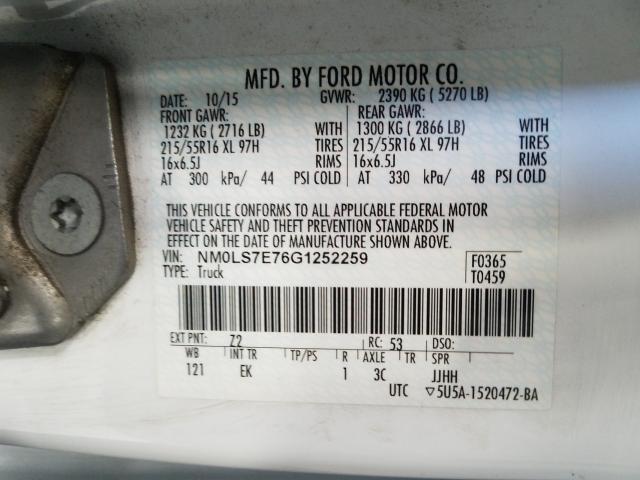 MFD. BY FORD MOTOR CO.
DATE: 10/15 GVWR: 2390 KG ( 5270 LB)
FRONT GAWR: REAR GAWR:
1232 KG ( 2716 LB) WITH 1300 KG ( 2866 LB) WITH
215/55R16 XL 97H TIRES 215/55R16 XL 97H TIRES
16x6.5J RIMS 16x6.5J RIMS
AT 300 kPa/ 44 PSI COLD AT 330 kPa/ 48 PSI COLD
THIS VEHICLE CONFORMS TO ALL APPLICABLE FEDERAL MOTOR
VEHICLE SAFETY AND THEFT PREVENTION STANDARDS IN
EFFECT ON THE DATE OF MANUFACTURE SHOWN ABOVE.
VIN: NM0LS7E76G1252259 F0365
TYPE: Truck T0459
EXT PNT: Z2 RC: 53 DSO:
WB INT TR TP/PS R AXLE TR SPR
121 EK 1 3C JJHH
UTC ▽5U5A-1520472-BA